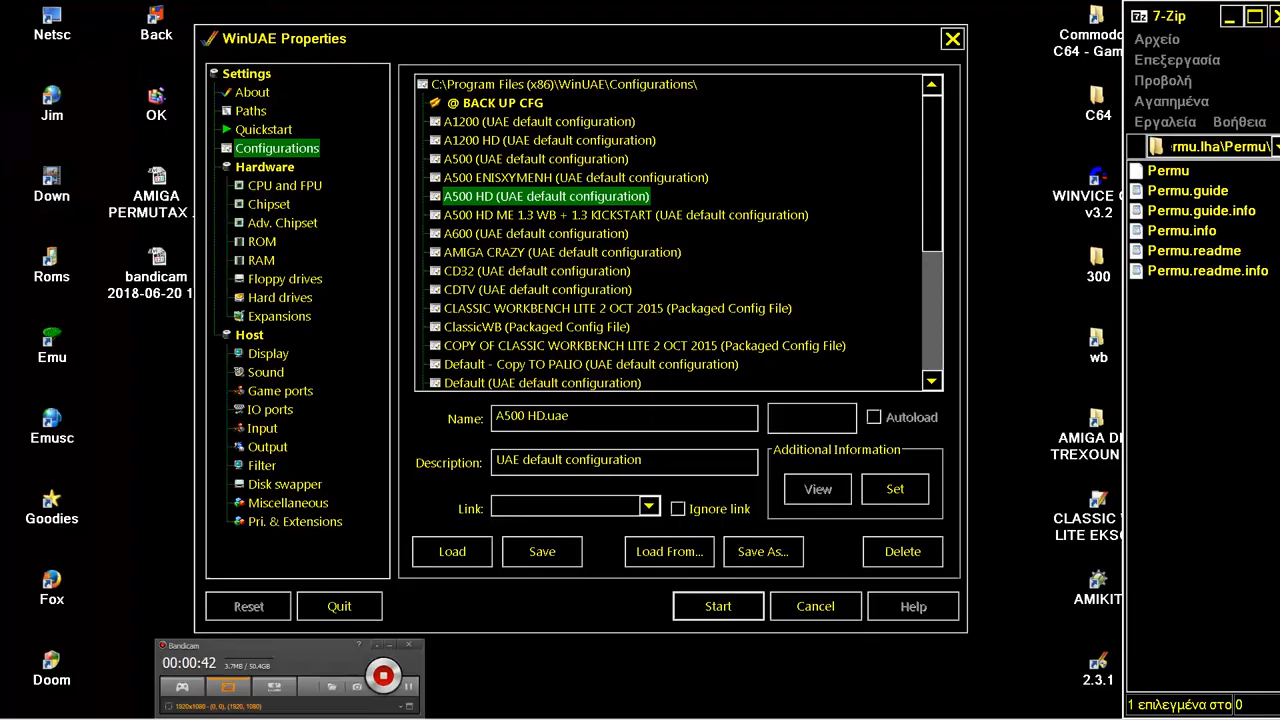 Netsc
Back
Jim
OK
Down
AMIGA
PERMUTAX
Roms
bandicam
2018-06-20 1
Emu
Emusc
Goodies
Fox
Doom
WinUAE Properties
Settings
About
Paths
Quickstart
Configurations
Hardware
CPU and FPU
Chipset
Adv. Chipset
ROM
RAM
Floppy drives
Hard drives
Expansions
Host
Display
Sound
Game ports
IO ports
Input
Output
Filter
Disk swapper
Miscellaneous
Pri. & Extensions
Reset
Quit
C:\Program Files (x86)\WinUAE\Configurations\
@ BACK UP CFG
A1200 (UAE default configuration)
A1200 HD (UAE default configuration)
A500 (UAE default configuration)
A500 ENISXYMENH (UAE default configuration)
A500 HD (UAE default configuration)
A500 HD ME 1.3 WB + 1.3 KICKSTART (UAE default configuration)
A600 (UAE default configuration)
AMIGA CRAZY (UAE default configuration)
CD32 (UAE default configuration)
CDTV (UAE default configuration)
CLASSIC WORKBENCH LITE 2 OCT 2015 (Packaged Config File)
ClassicWB (Packaged Config File)
COPY OF CLASSIC WORKBENCH LITE 2 OCT 2015 (Packaged Config File)
Default - Copy TO PALIO (UAE default configuration)
Default (UAE default configuration)
Name: A500 HD.uae
Autoload
Description: UAE default configuration
Additional Information
View Set
Link:
Ignore link
Load Save Load From... Save As... Delete
Start Cancel Help
Bandicam
00:00:42
3.7MB / 50.4GB
1920x1080 - (0, 0), (1920, 1080)
Commod
C64 - Gam
C64
WINVICE
v3.2
300
wb
AMIGA DI
TREXOUN
CLASSIC
LITE EKS
AMIKIT
2.3.1
7-Zip
Αρχείο
Επεξεργασία
Προβολή
Αγαπημένα
Εργαλεία Βοήθεια
rmu.lha\Permu\
Permu
Permu.guide
Permu.guide.info
Permu.info
Permu.readme
Permu.readme.info
1 επιλεγμένα στο 0